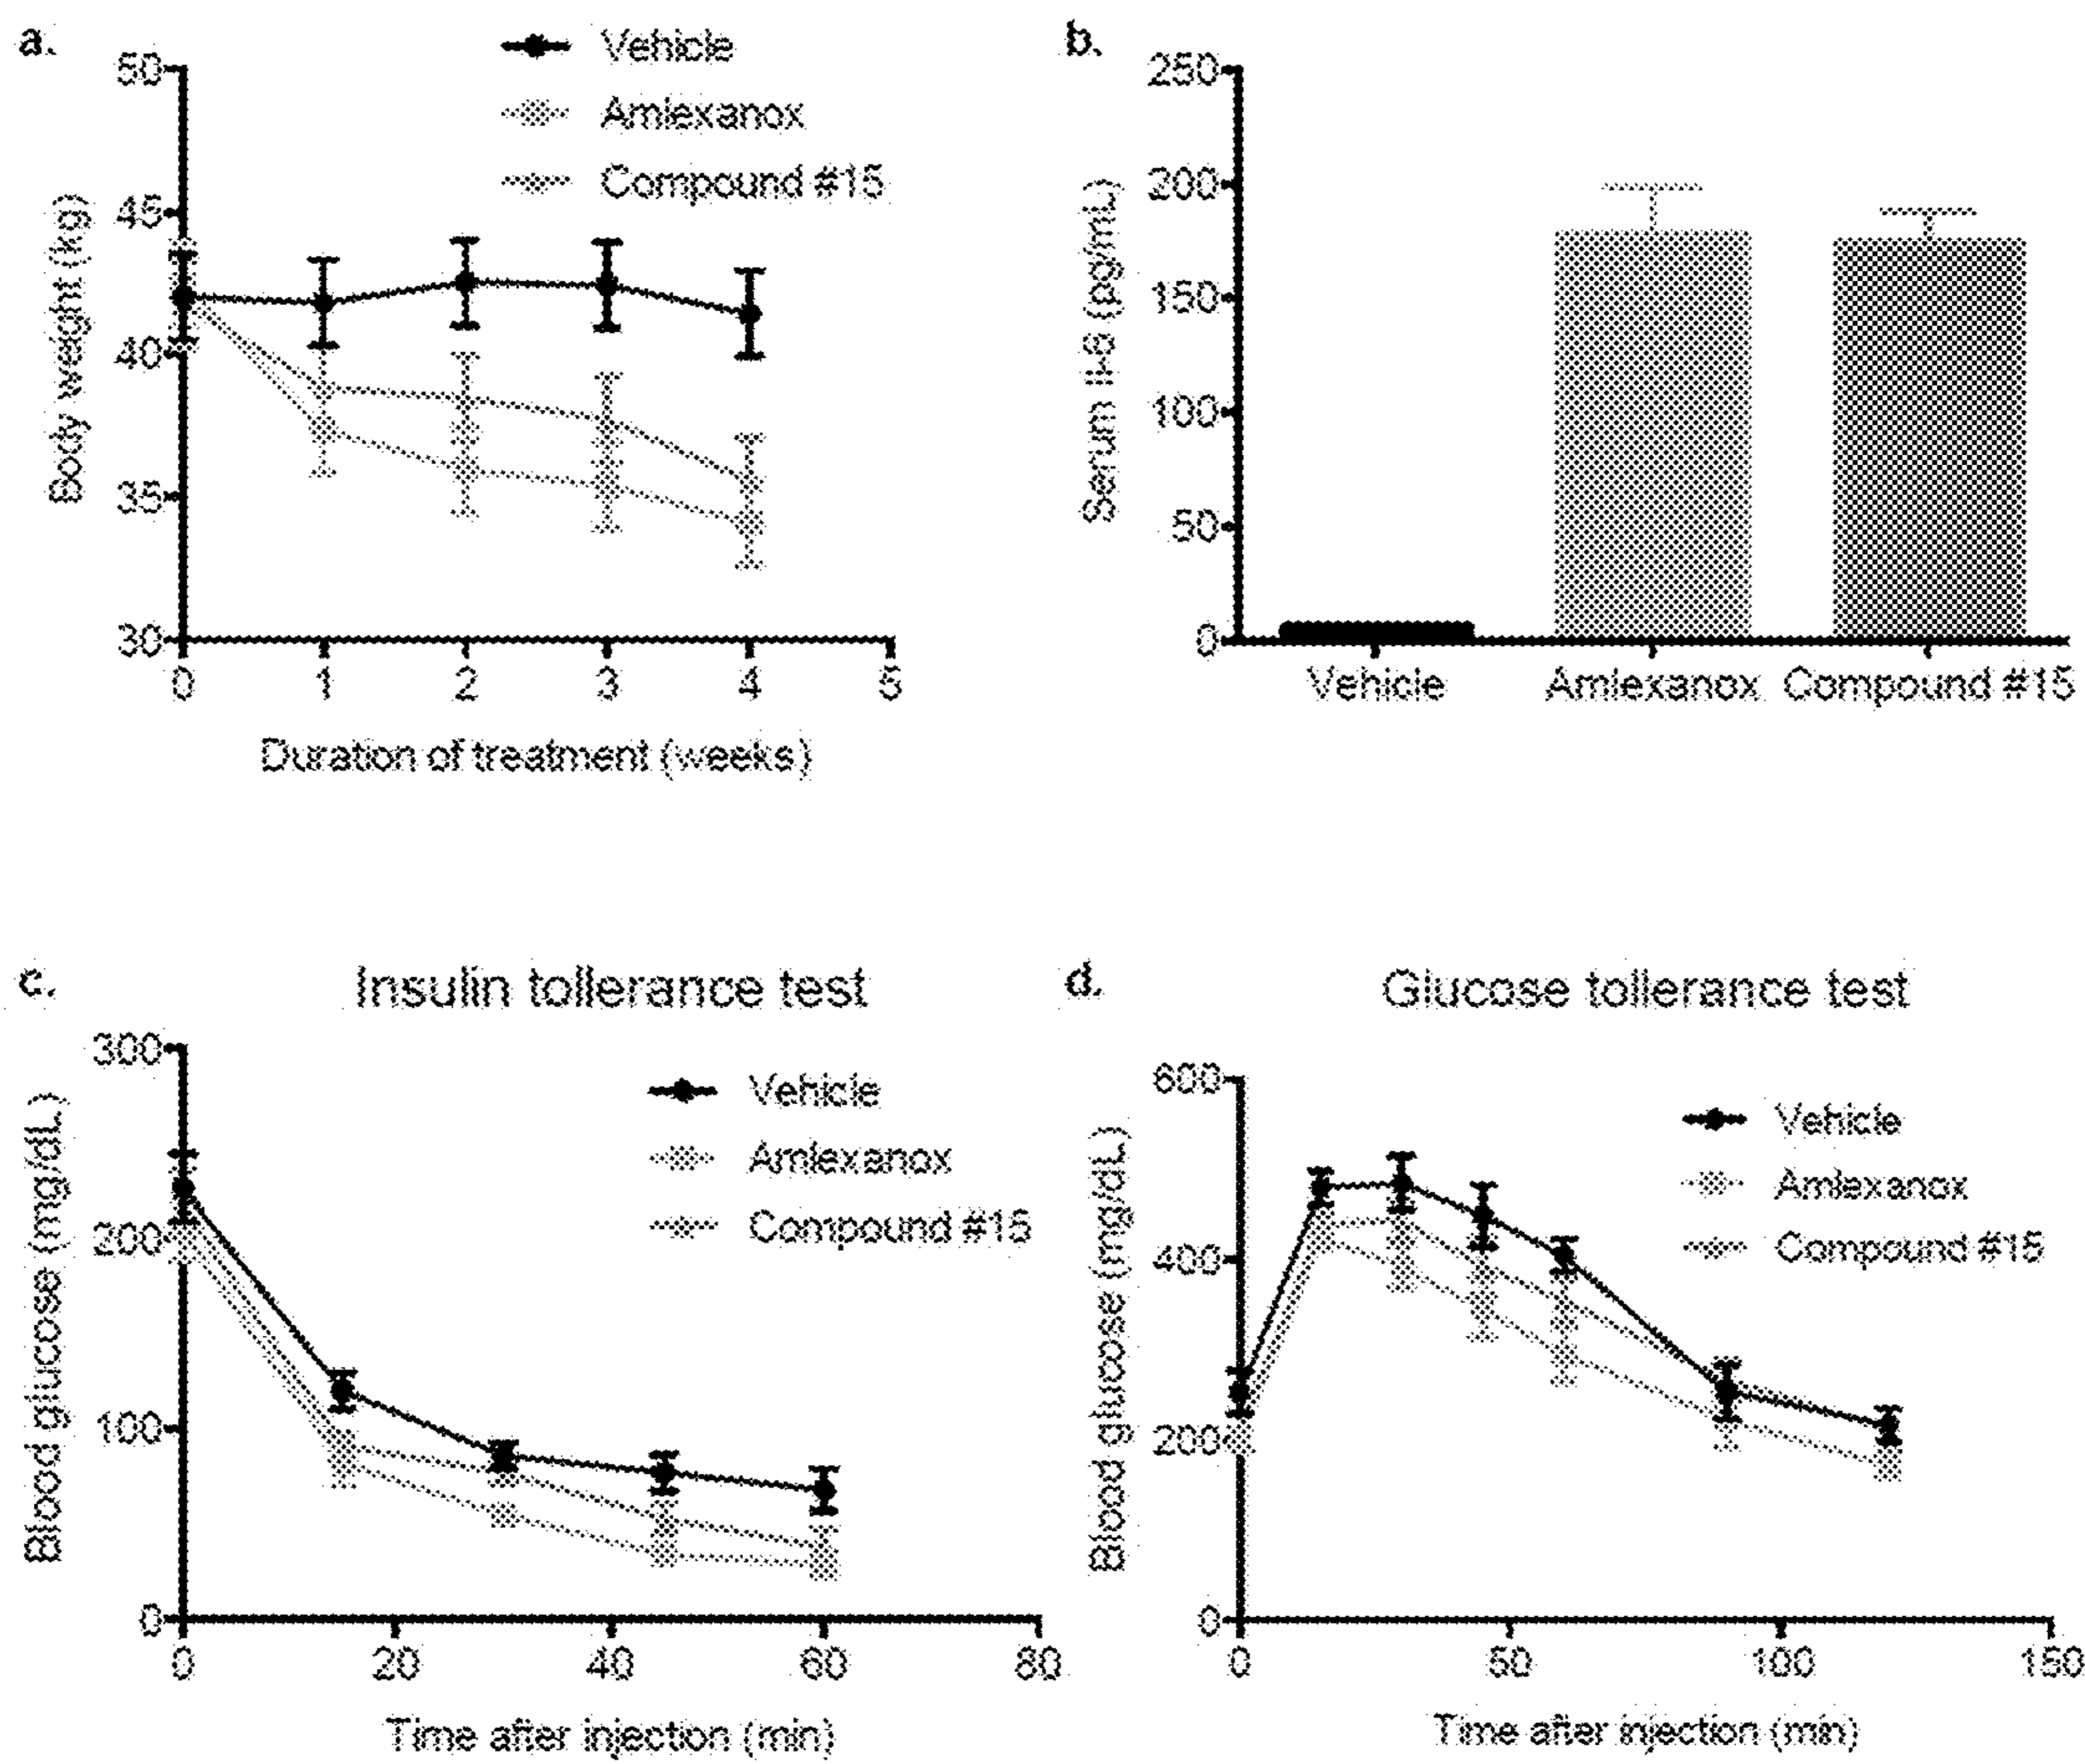 a.
Vehicle
Amlexanox
Compound #15
50
45
40
35
30
Body weight (kg)
0 1 2 3 4 5
Duration of treatment (weeks)
b.
250
200
150
100
50
0
Serum Il-6 (pg/mL)
Vehicle Amlexanox Compound #15
c.
Insulin tollerance test
Vehicle
Amlexanox
Compound #15
300
200
100
0
Blood glucose (mg/dL)
0 20 40 60 80
Time after injection (min)
d.
Glucose tollerance test
Vehicle
Amlexanox
Compound #15
600
400
200
0
Blood glucose (mg/dL)
0 50 100 150
Time after injection (min)